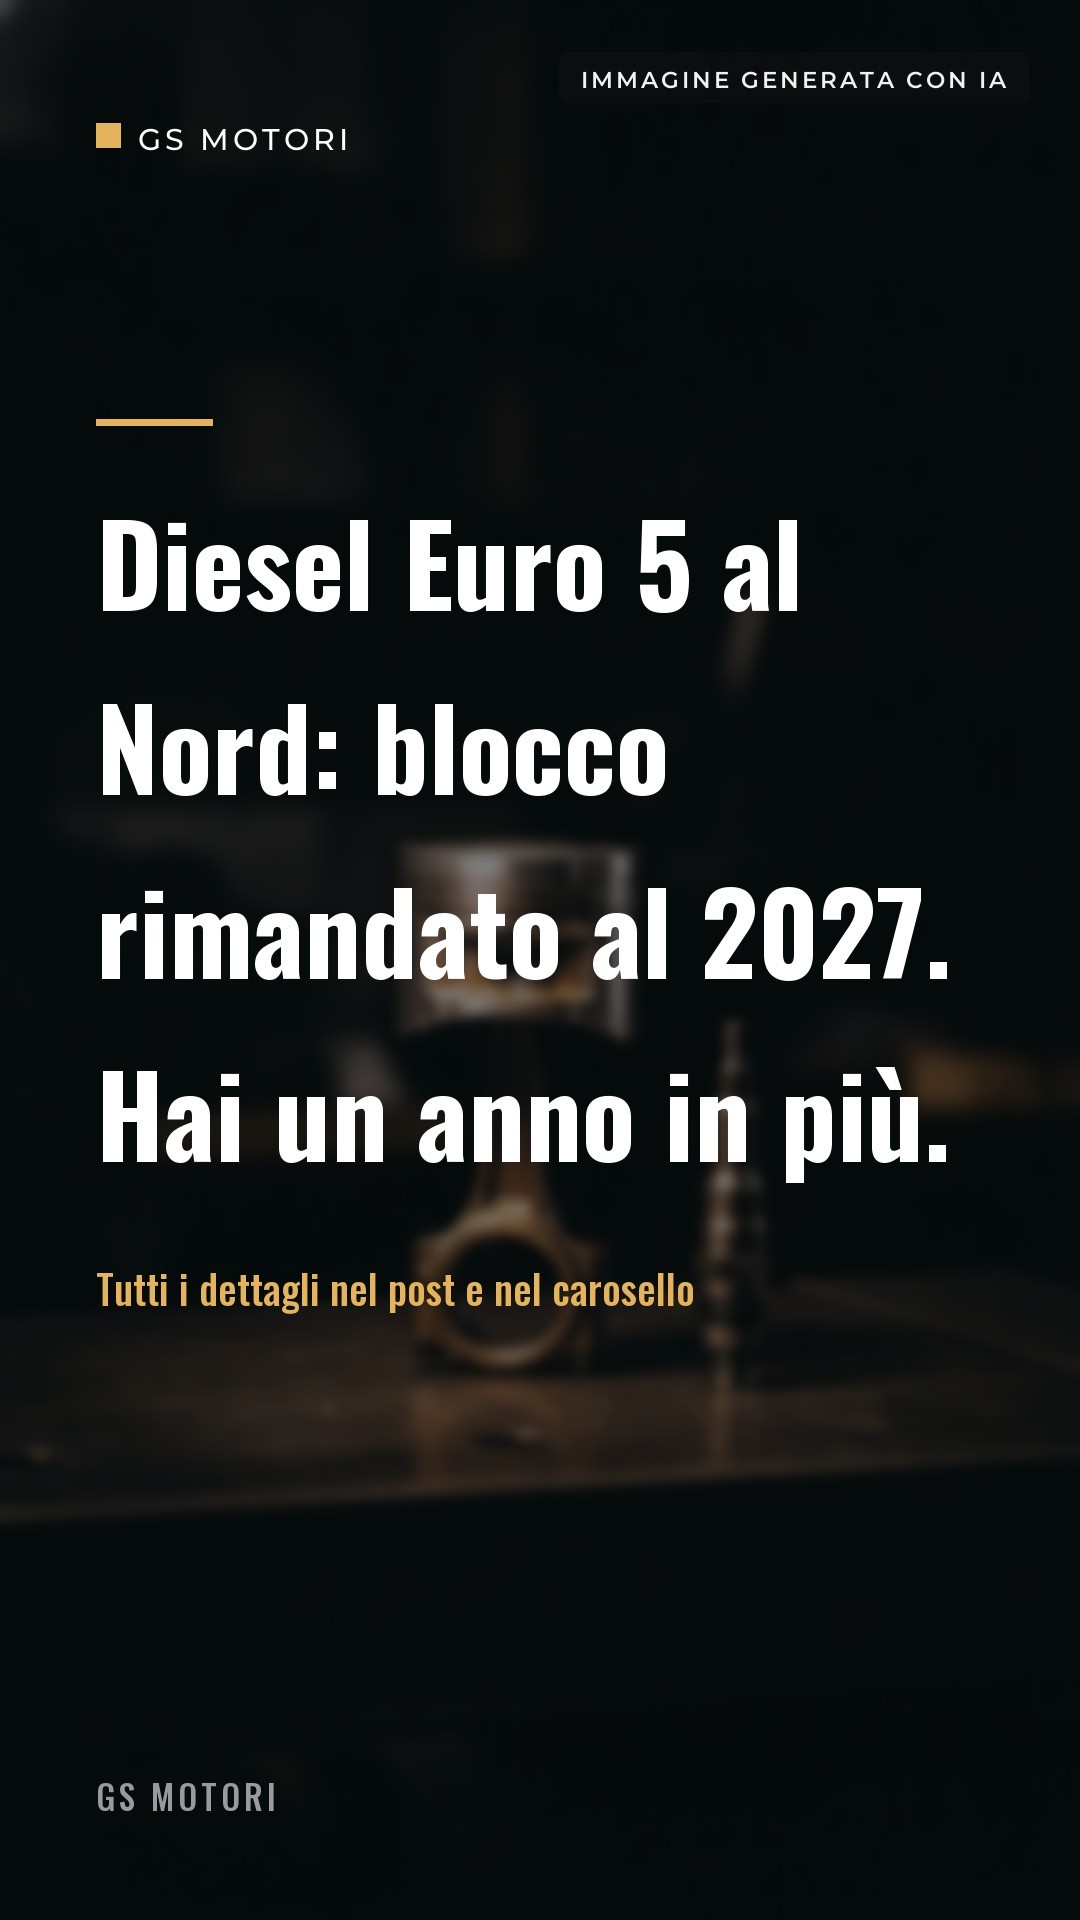 IMMAGINE GENERATA CON IA
GS MOTORI
Diesel Euro 5 al
Nord: blocco
rimandato al 2027.
Hai un anno in più.
Tutti i dettagli nel post e nel carosello
GS MOTORI